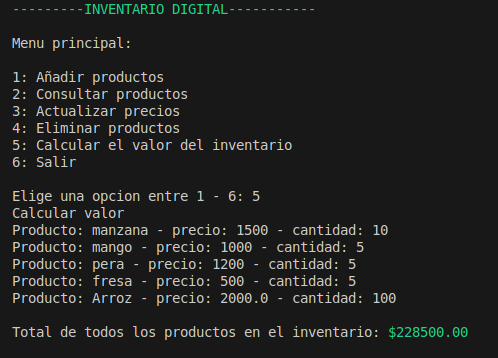 ---------INVENTARIO DIGITAL-----------
Menu principal:
1: Añadir productos
2: Consultar productos
3: Actualizar precios
4: Eliminar productos
5: Calcular el valor del inventario
6: Salir
Elige una opcion entre 1 - 6: 5
Calcular valor
Producto: manzana - precio: 1500 - cantidad: 10
Producto: mango - precio: 1000 - cantidad: 5
Producto: pera - precio: 1200 - cantidad: 5
Producto: fresa - precio: 500 - cantidad: 5
Producto: Arroz - precio: 2000.0 - cantidad: 100
Total de todos los productos en el inventario: $228500.00